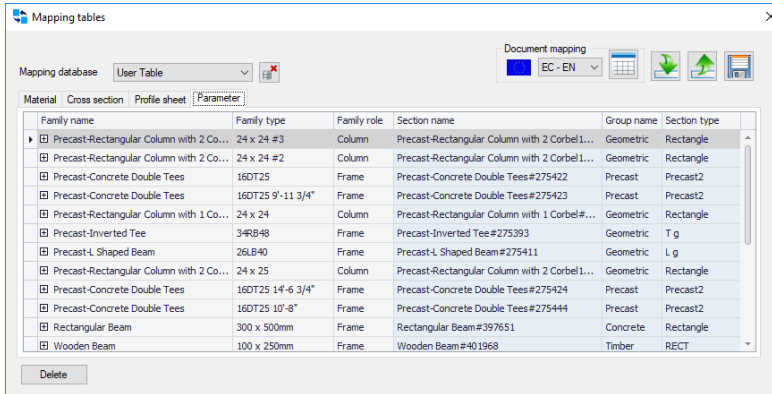 Mapping tables
Document mapping
Mapping database User Table EC - EN
Material Cross section Profile sheet Parameter
Family name Family type Family role Section name Group name Section type
Precast-Rectangular Column with 2 Co... 24 x 24 #3 Column Precast-Rectangular Column with 2 Corbel1... Geometric Rectangle
Precast-Rectangular Column with 2 Co... 24 x 24 #2 Column Precast-Rectangular Column with 2 Corbel1... Geometric Rectangle
Precast-Concrete Double Tees 16DT25 Frame Precast-Concrete Double Tees#275422 Precast Precast2
Precast-Concrete Double Tees 16DT25 9'-11 3/4" Frame Precast-Concrete Double Tees#275423 Precast Precast2
Precast-Rectangular Column with 1 Co... 24 x 24 Column Precast-Rectangular Column with 1 Corbel#... Geometric Rectangle
Precast-Inverted Tee 34RB48 Frame Precast-Inverted Tee#275393 Geometric T g
Precast-L Shaped Beam 26LB40 Frame Precast-L Shaped Beam#275411 Geometric L g
Precast-Rectangular Column with 2 Co... 24 x 25 Column Precast-Rectangular Column with 2 Corbel1... Geometric Rectangle
Precast-Concrete Double Tees 16DT25 14'-6 3/4" Frame Precast-Concrete Double Tees#275424 Precast Precast2
Precast-Concrete Double Tees 16DT25 10'-8" Frame Precast-Concrete Double Tees#275444 Precast Precast2
Rectangular Beam 300 x 500mm Frame Rectangular Beam#397651 Concrete Rectangle
Wooden Beam 100 x 250mm Frame Wooden Beam#401968 Timber RECT
Delete